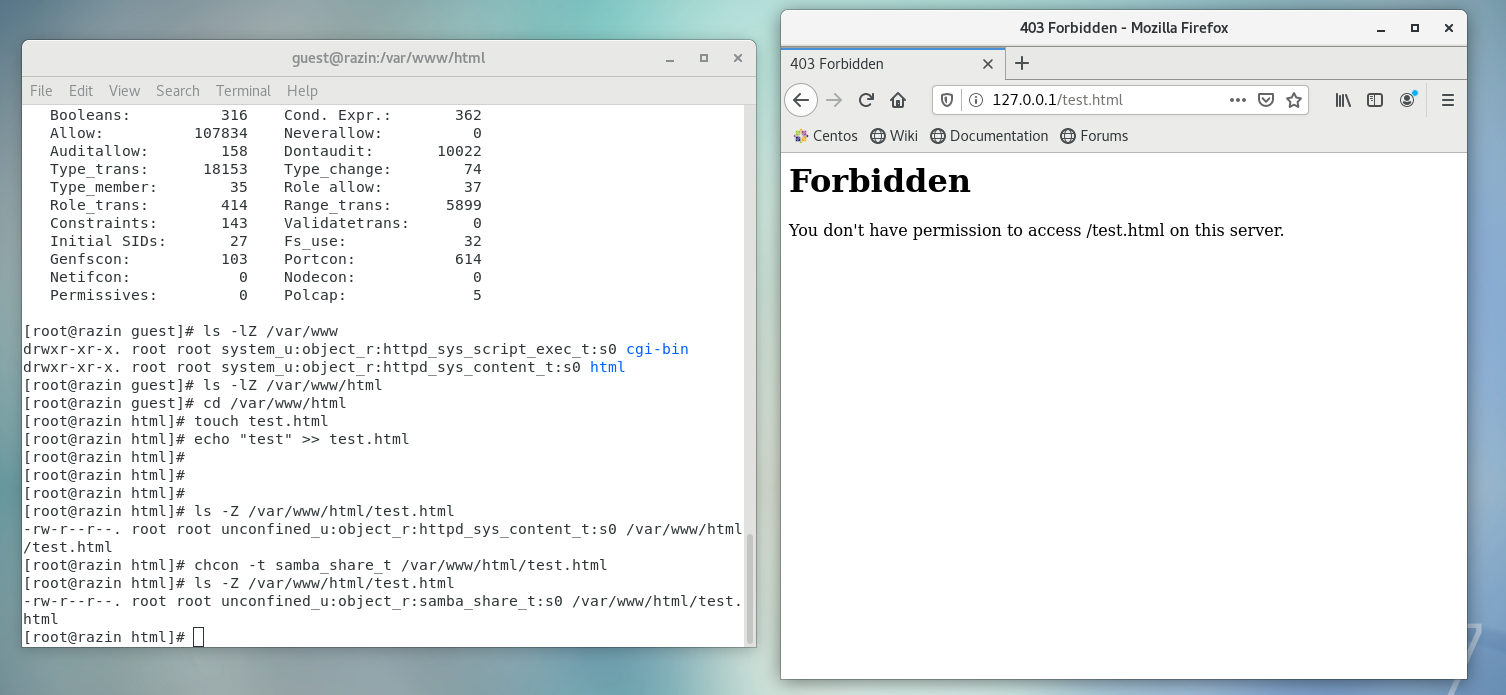 guest@razin:/var/www/html
File Edit View Search Terminal Help
Booleans: 316 Cond. Expr.: 362
Allow: 107834 Neverallow: 0
Auditallow: 158 Dontaudit: 10022
Type_trans: 18153 Type_change: 74
Type_member: 35 Role allow: 37
Role_trans: 414 Range_trans: 5899
Constraints: 143 Validatetrans: 0
Initial SIDs: 27 Fs_use: 32
Genfscon: 103 Portcon: 614
Netifcon: 0 Nodecon: 0
Permissives: 0 Polcap: 5
[root@razin guest]# ls -lZ /var/www
drwxr-xr-x. root root system_u:object_r:httpd_sys_script_exec_t:s0 cgi-bin
drwxr-xr-x. root root system_u:object_r:httpd_sys_content_t:s0 html
[root@razin guest]# ls -lZ /var/www/html
[root@razin guest]# cd /var/www/html
[root@razin html]# touch test.html
[root@razin html]# echo "test" >> test.html
[root@razin html]#
[root@razin html]#
[root@razin html]#
[root@razin html]# ls -Z /var/www/html/test.html
-rw-r--r--. root root unconfined_u:object_r:httpd_sys_content_t:s0 /var/www/html
/test.html
[root@razin html]# chcon -t samba_share_t /var/www/html/test.html
[root@razin html]# ls -Z /var/www/html/test.html
-rw-r--r--. root root unconfined_u:object_r:samba_share_t:s0 /var/www/html/test.
html
[root@razin html]#
403 Forbidden - Mozilla Firefox
403 Forbidden
127.0.0.1/test.html
Centos Wiki Documentation Forums
Forbidden
You don't have permission to access /test.html on this server.
7